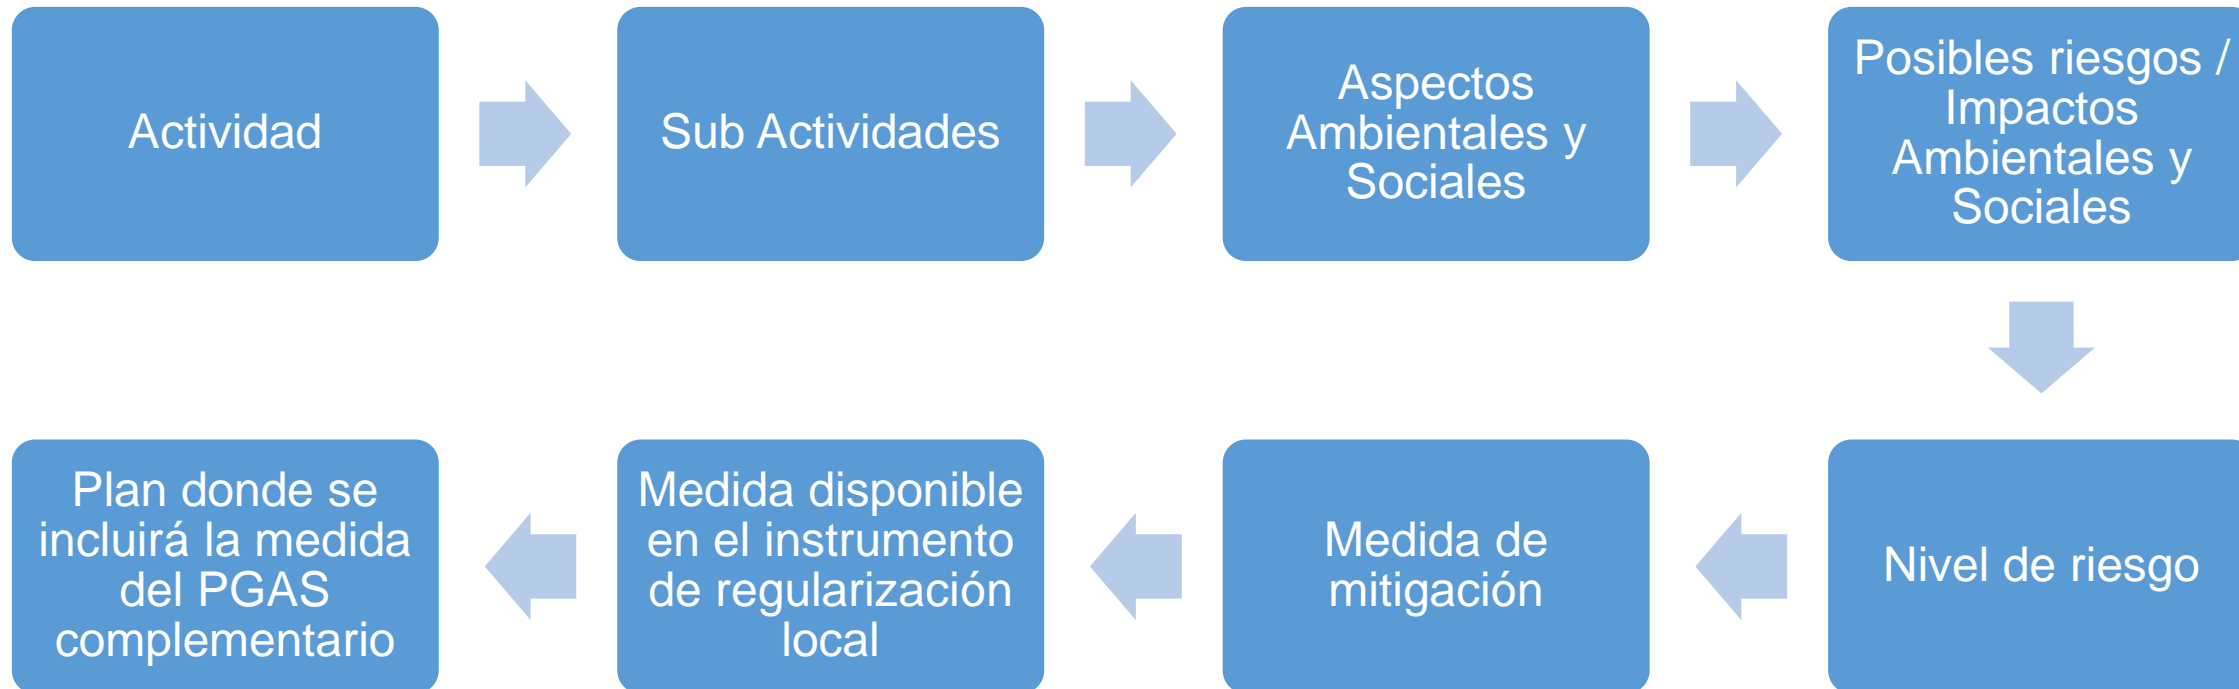 Actividad
Sub Actividades
Aspectos
Ambientales y
Sociales
Posibles riesgos /
Impactos
Ambientales y
Sociales
Nivel de riesgo
Medida de
mitigación
Medida disponible
en el instrumento
de regularización
local
Plan donde se
incluirá la medida
del PGAS
complementario